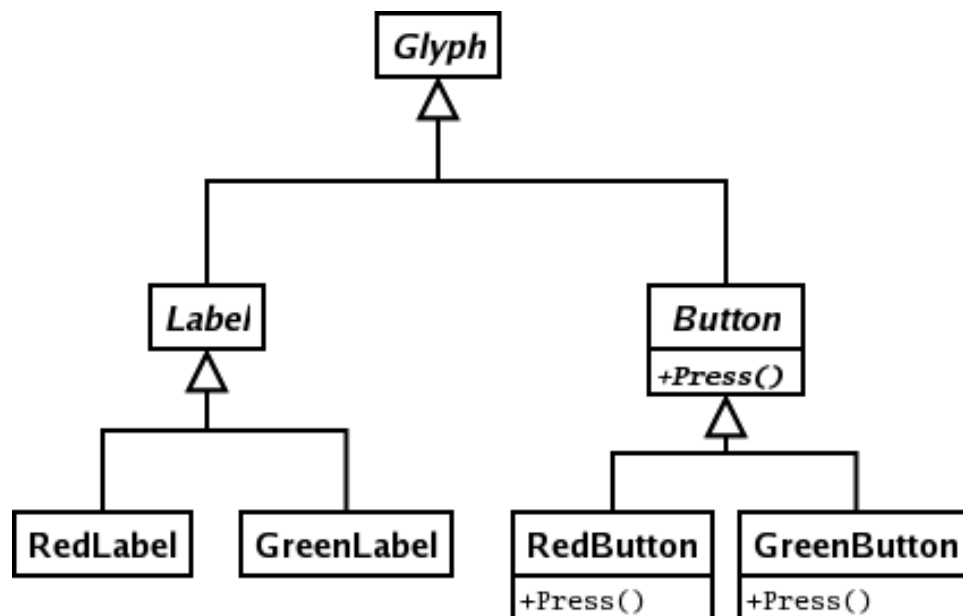 Glyph
Label
Button
+Press()
RedLabel
GreenLabel
RedButton
GreenButton
+Press()
+Press()